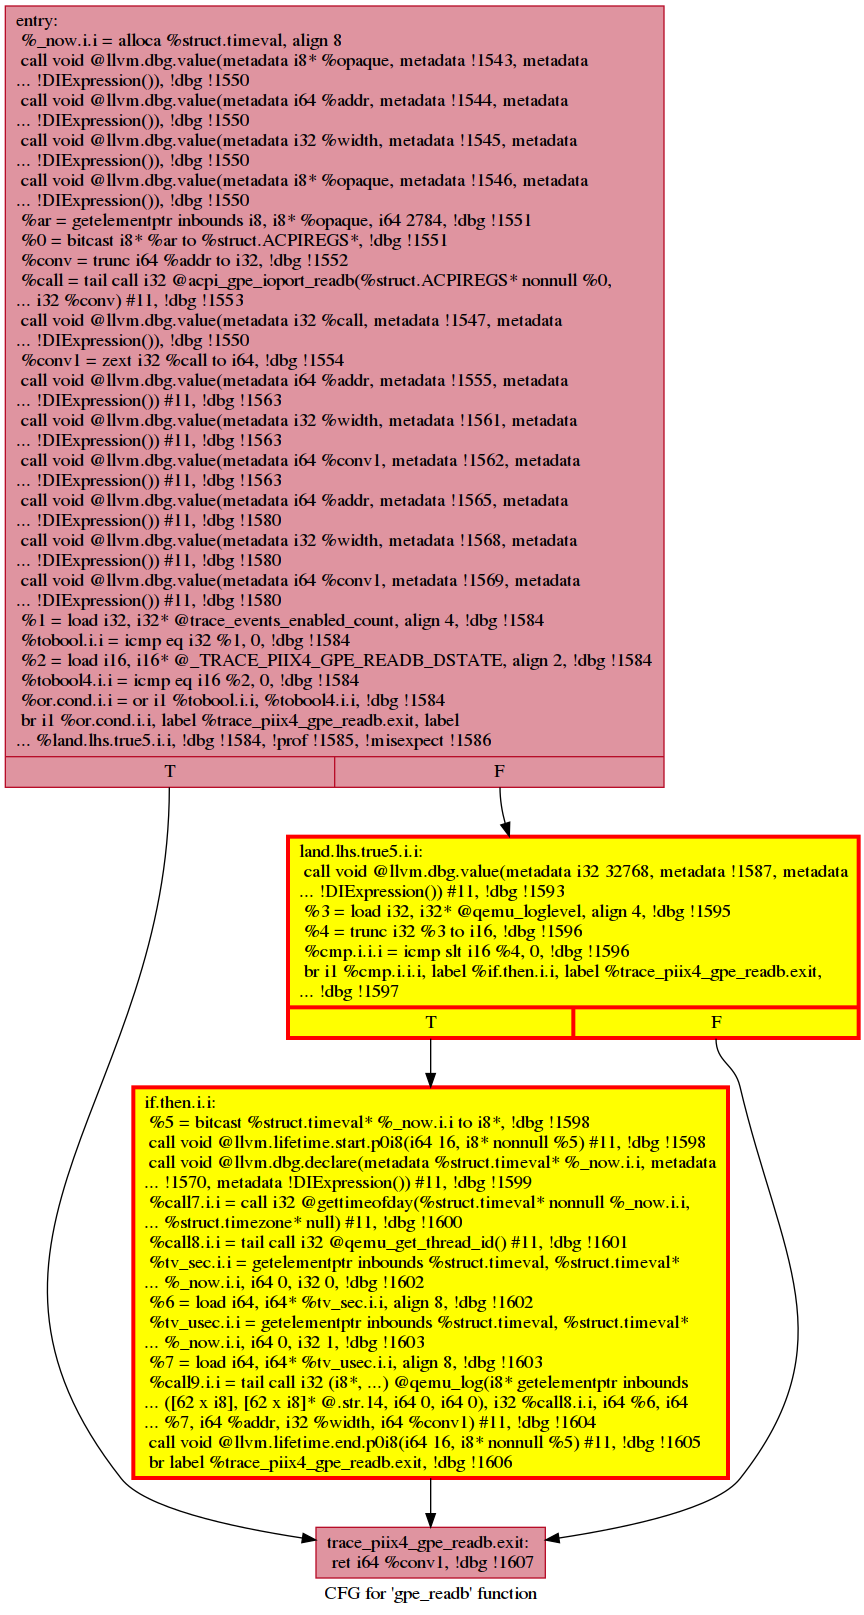 entry:
%_now.i.i = alloca %struct.timeval, align 8
call void @llvm.dbg.value(metadata i8* %opaque, metadata !1543, metadata
... !DIExpression()), !dbg !1550
call void @llvm.dbg.value(metadata i64 %addr, metadata !1544, metadata
... !DIExpression()), !dbg !1550
call void @llvm.dbg.value(metadata i32 %width, metadata !1545, metadata
... !DIExpression()), !dbg !1550
call void @llvm.dbg.value(metadata i8* %opaque, metadata !1546, metadata
... !DIExpression()), !dbg !1550
%ar = getelementptr inbounds i8, i8* %opaque, i64 2784, !dbg !1551
%0 = bitcast i8* %ar to %struct.ACPIREGS*, !dbg !1551
%conv = trunc i64 %addr to i32, !dbg !1552
%call = tail call i32 @acpi_gpe_ioport_readb(%struct.ACPIREGS* nonnull %0,
... i32 %conv) #11, !dbg !1553
call void @llvm.dbg.value(metadata i32 %call, metadata !1547, metadata
... !DIExpression()), !dbg !1550
%conv1 = zext i32 %call to i64, !dbg !1554
call void @llvm.dbg.value(metadata i64 %addr, metadata !1555, metadata
... !DIExpression()) #11, !dbg !1563
call void @llvm.dbg.value(metadata i32 %width, metadata !1561, metadata
... !DIExpression()) #11, !dbg !1563
call void @llvm.dbg.value(metadata i64 %conv1, metadata !1562, metadata
... !DIExpression()) #11, !dbg !1563
call void @llvm.dbg.value(metadata i64 %addr, metadata !1565, metadata
... !DIExpression()) #11, !dbg !1580
call void @llvm.dbg.value(metadata i32 %width, metadata !1568, metadata
... !DIExpression()) #11, !dbg !1580
call void @llvm.dbg.value(metadata i64 %conv1, metadata !1569, metadata
... !DIExpression()) #11, !dbg !1580
%1 = load i32, i32* @trace_events_enabled_count, align 4, !dbg !1584
%tobool.i.i = icmp eq i32 %1, 0, !dbg !1584
%2 = load i16, i16* @_TRACE_PIIX4_GPE_READB_DSTATE, align 2, !dbg !1584
%tobool4.i.i = icmp eq i16 %2, 0, !dbg !1584
%or.cond.i.i = or i1 %tobool.i.i, %tobool4.i.i, !dbg !1584
br i1 %or.cond.i.i, label %trace_piix4_gpe_readb.exit, label
... %land.lhs.true5.i.i, !dbg !1584, !prof !1585, !misexpect !1586
T F
land.lhs.true5.i.i:
call void @llvm.dbg.value(metadata i32 32768, metadata !1587, metadata
... !DIExpression()) #11, !dbg !1593
%3 = load i32, i32* @qemu_loglevel, align 4, !dbg !1595
%4 = trunc i32 %3 to i16, !dbg !1596
%cmp.i.i.i = icmp slt i16 %4, 0, !dbg !1596
br i1 %cmp.i.i.i, label %if.then.i.i, label %trace_piix4_gpe_readb.exit,
... !dbg !1597
T F
if.then.i.i:
%5 = bitcast %struct.timeval* %_now.i.i to i8*, !dbg !1598
call void @llvm.lifetime.start.p0i8(i64 16, i8* nonnull %5) #11, !dbg !1598
call void @llvm.dbg.declare(metadata %struct.timeval* %_now.i.i, metadata
... !1570, metadata !DIExpression()) #11, !dbg !1599
%call7.i.i = call i32 @gettimeofday(%struct.timeval* nonnull %_now.i.i,
... %struct.timezone* null) #11, !dbg !1600
%call8.i.i = tail call i32 @qemu_get_thread_id() #11, !dbg !1601
%tv_sec.i.i = getelementptr inbounds %struct.timeval, %struct.timeval*
... %_now.i.i, i64 0, i32 0, !dbg !1602
%6 = load i64, i64* %tv_sec.i.i, align 8, !dbg !1602
%tv_usec.i.i = getelementptr inbounds %struct.timeval, %struct.timeval*
... %_now.i.i, i64 0, i32 1, !dbg !1603
%7 = load i64, i64* %tv_usec.i.i, align 8, !dbg !1603
%call9.i.i = tail call i32 (i8*, ...) @qemu_log(i8* getelementptr inbounds
... ([62 x i8], [62 x i8]* @.str.14, i64 0, i64 0), i32 %call8.i.i, i64 %6, i64
... %7, i64 %addr, i32 %width, i64 %conv1) #11, !dbg !1604
call void @llvm.lifetime.end.p0i8(i64 16, i8* nonnull %5) #11, !dbg !1605
br label %trace_piix4_gpe_readb.exit, !dbg !1606
trace_piix4_gpe_readb.exit:
ret i64 %conv1, !dbg !1607
CFG for 'gpe_readb' function